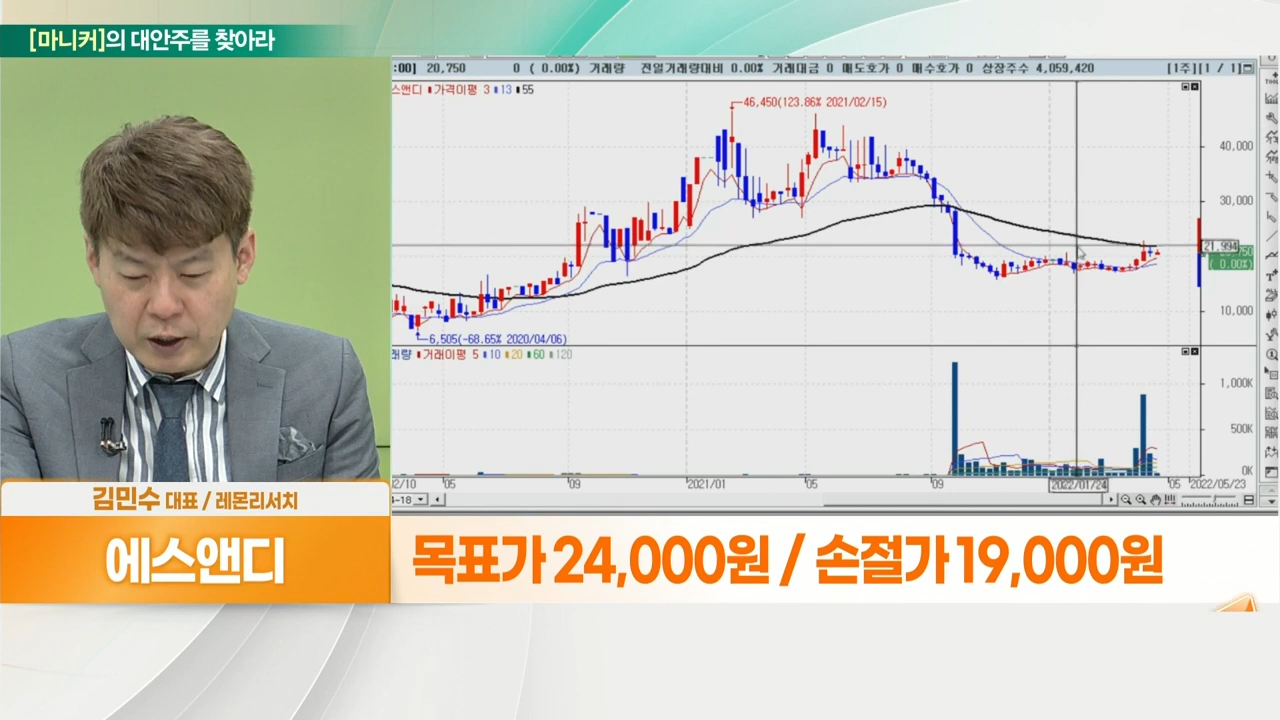 [마니커]의 대안주를 찾아라
:00] 20,750 0 ( 0.00%) 거래량 전일거래량대비 0.00% 거래대금 0 매도호가 0 매수호가 0 상장주수 4,059,420 [1주][1 / 1]
스앤디 가격이평 3 13 55
46,450(123.86% 2021/02/15)
40,000
30,000
21,994
( 0.00%)
10,000
6,505(-68.65% 2020/04/06)
래량 거래이평 5 10 20 60 120
1,000K
500K
0K
02/10 05 09 2021/01 05 09 2022/01/24 05 2022/05/23
4-18
김민수 대표 / 레몬리서치
에스앤디
목표가 24,000원 / 손절가 19,000원